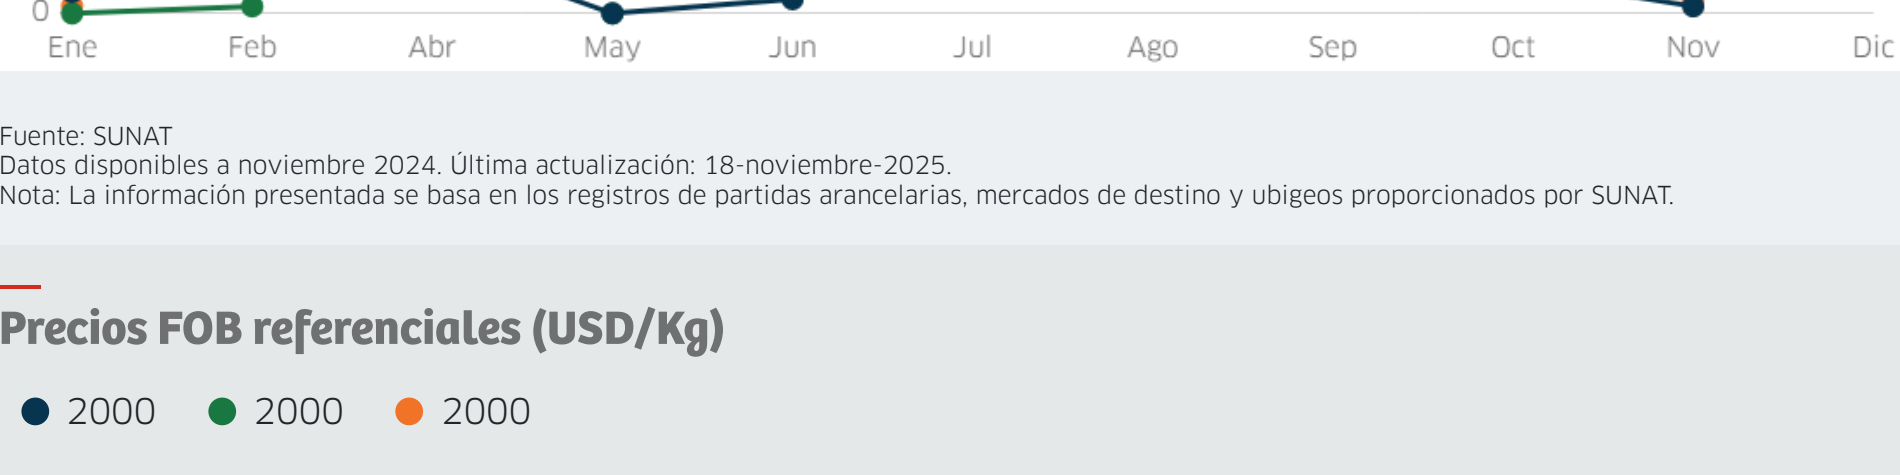 0
Ene Feb Abr May Jun Jul Ago Sep Oct Nov Dic
Fuente: SUNAT
Datos disponibles a noviembre 2024. Última actualización: 18-noviembre-2025.
Nota: La información presentada se basa en los registros de partidas arancelarias, mercados de destino y ubigeos proporcionados por SUNAT.
Precios FOB referenciales (USD/Kg)
2000 2000 2000